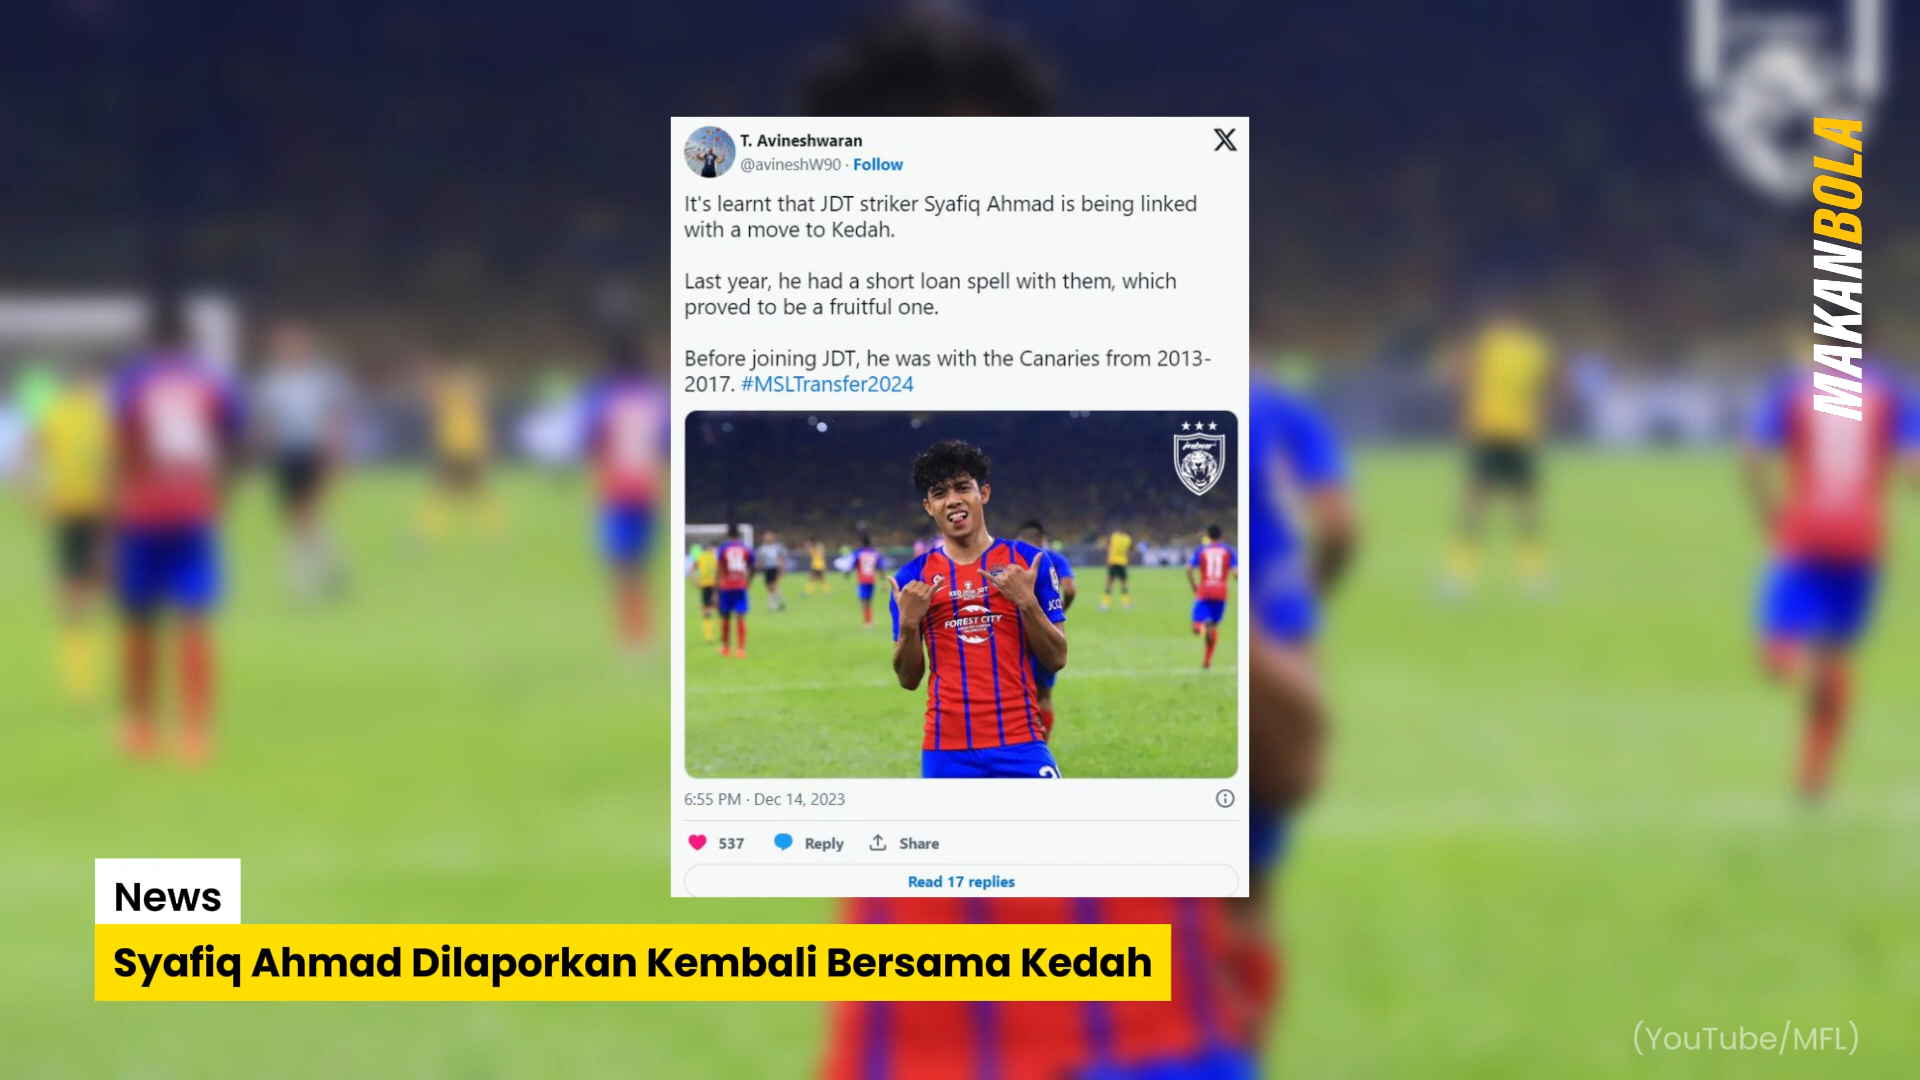 T. Avineshwaran
@avineshW90 · Follow
It's learnt that JDT striker Syafiq Ahmad is being linked
with a move to Kedah.
Last year, he had a short loan spell with them, which
proved to be a fruitful one.
Before joining JDT, he was with the Canaries from 2013-
2017. #MSLTransfer2024
FOREST CITY
11
6:55 PM · Dec 14, 2023
537 Reply Share
Read 17 replies
MAKANBOLA
News
Syafiq Ahmad Dilaporkan Kembali Bersama Kedah
(YouTube/MFL)